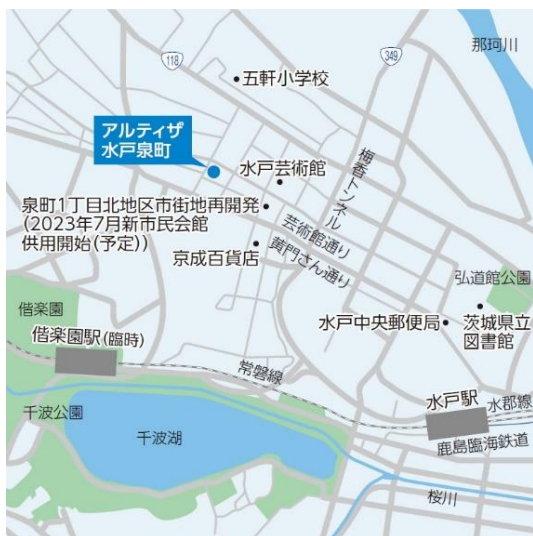 那珂川
118
349
五軒小学校
アルティザ
水戸泉町
水戸芸術館
梅香トンネル
泉町1丁目北地区市街地再開発
(2023年7月新市民会館
供用開始(予定))
芸術館通り
黄門さん通り
京成百貨店
弘道館公園
偕楽園
偕楽園駅(臨時)
水戸中央郵便局
茨城県立
図書館
常磐線
水戸駅
水郡線
千波公園
千波湖
鹿島臨海鉄道
桜川